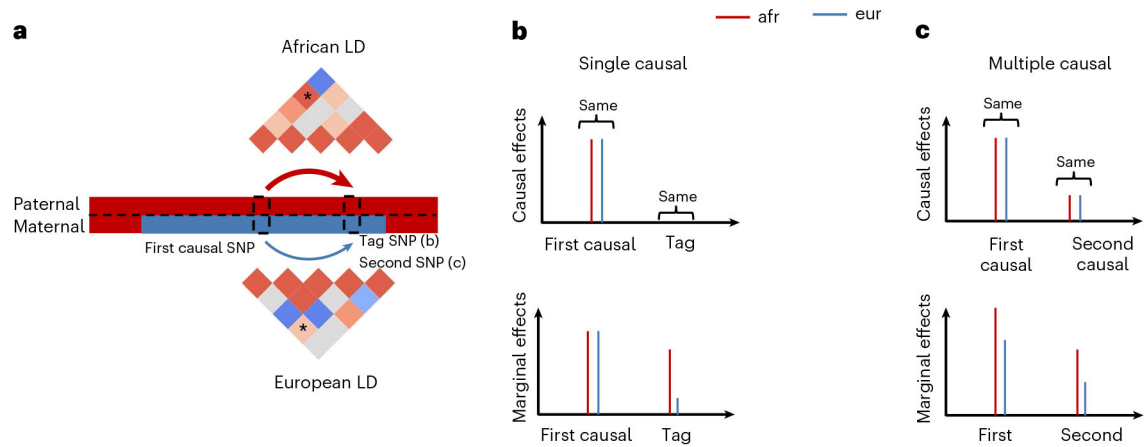 afr
eur
a
African LD
*
Paternal
Maternal
First causal SNP
Tag SNP (b)
Second SNP (c)
*
European LD
b
Single causal
Same
Causal effects
Same
First causal
Tag
Marginal effects
First causal
Tag
c
Multiple causal
Same
Causal effects
Same
First
causal
Second
causal
Marginal effects
First
Second